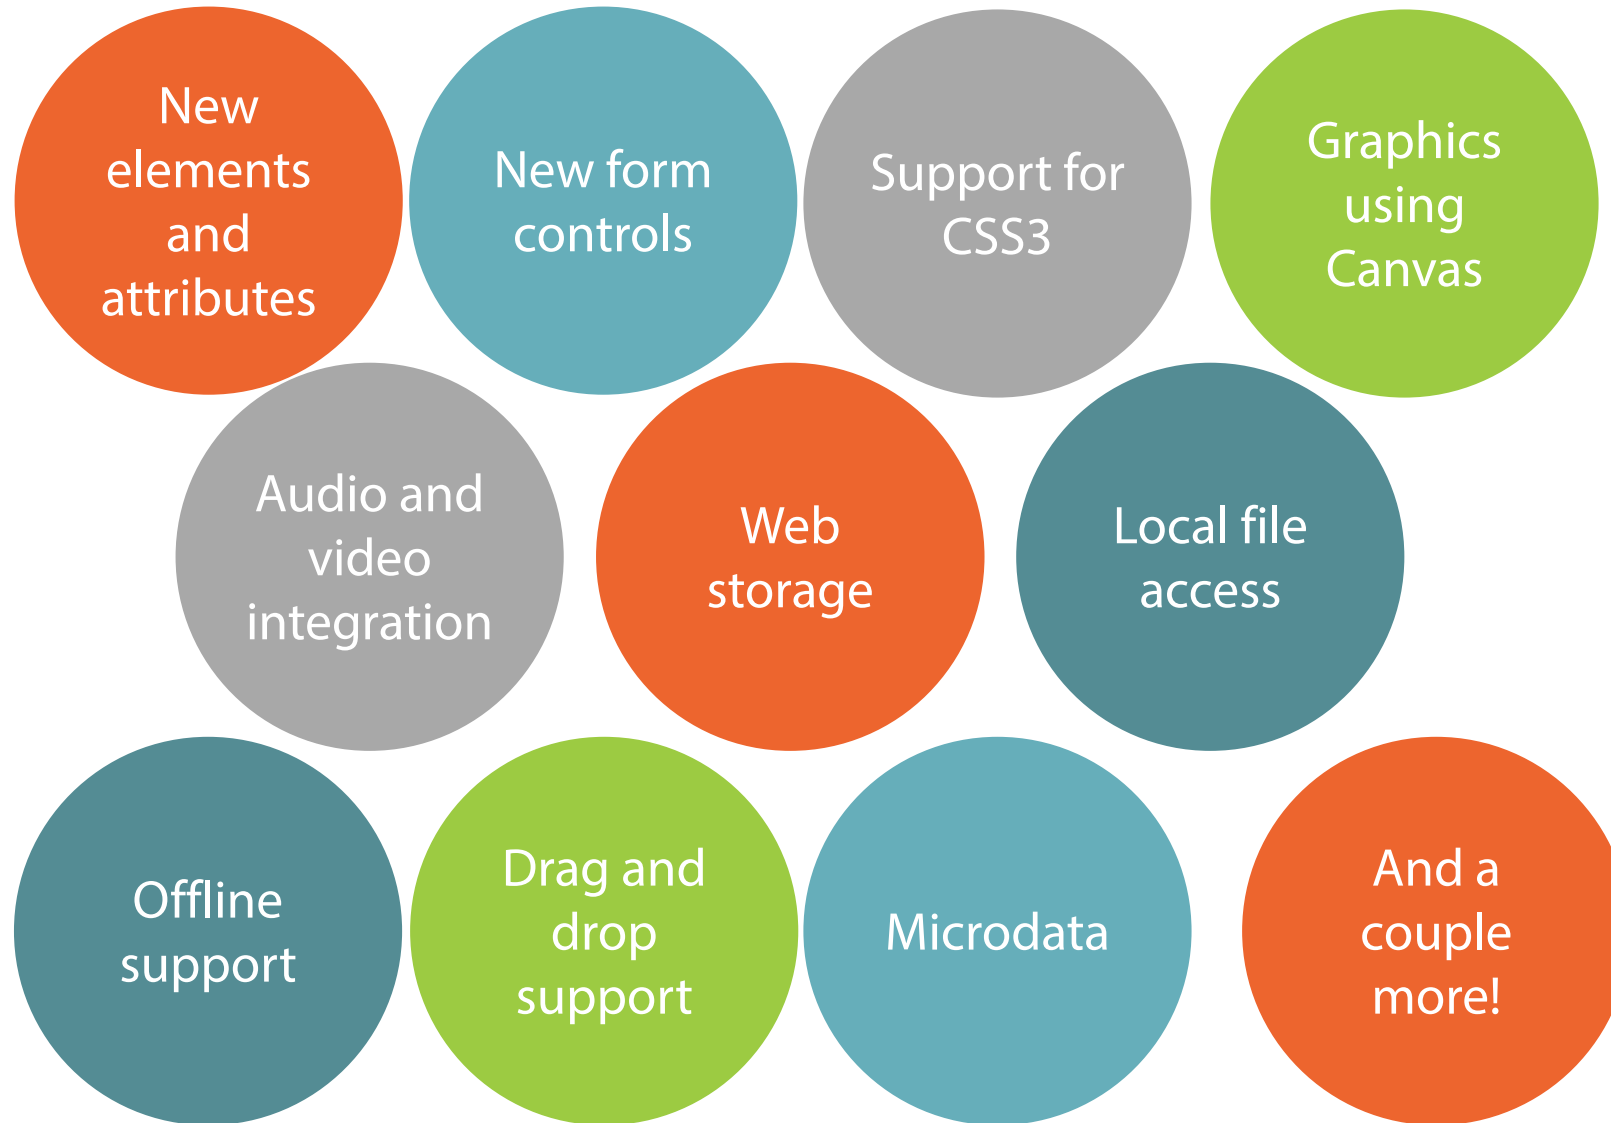 New
elements
and
attributes
New form
controls
Support for
CSS3
Graphics
using
Canvas
Audio and
video
integration
Web
storage
Local file
access
Offline
support
Drag and
drop
support
Microdata
And a
couple
more!